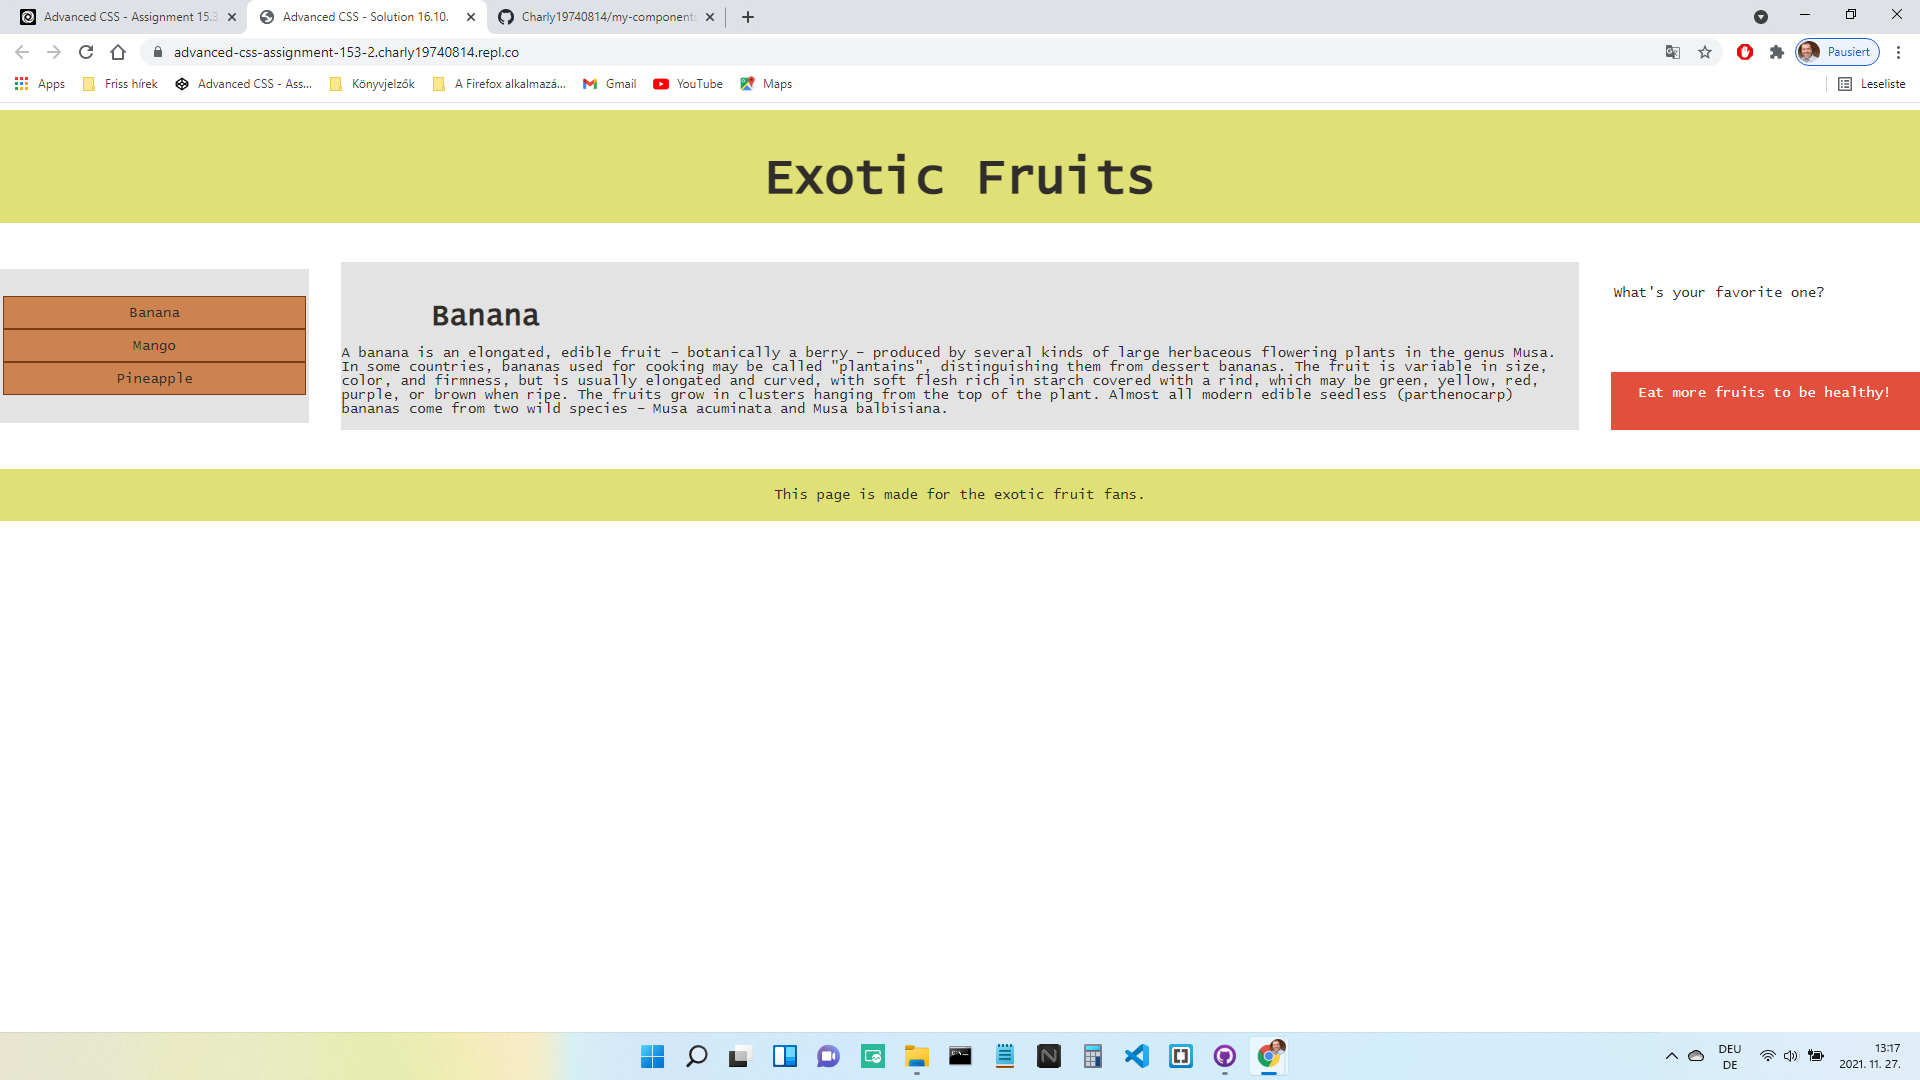 Advanced CSS - Assignment 15.3
Advanced CSS - Solution 16.10.
Charly19740814/my-components
advanced-css-assignment-153-2.charly19740814.repl.co
Pausiert
Apps
Friss hírek
Advanced CSS - Ass...
Könyvjelzők
A Firefox alkalmazá...
Gmail
YouTube
Maps
Leseliste
Exotic Fruits
Banana
Mango
Pineapple
Banana
A banana is an elongated, edible fruit – botanically a berry – produced by several kinds of large herbaceous flowering plants in the genus Musa.
In some countries, bananas used for cooking may be called "plantains", distinguishing them from dessert bananas. The fruit is variable in size,
color, and firmness, but is usually elongated and curved, with soft flesh rich in starch covered with a rind, which may be green, yellow, red,
purple, or brown when ripe. The fruits grow in clusters hanging from the top of the plant. Almost all modern edible seedless (parthenocarp)
bananas come from two wild species – Musa acuminata and Musa balbisiana.
What's your favorite one?
Eat more fruits to be healthy!
This page is made for the exotic fruit fans.
DEU
DE
13:17
2021. 11. 27.